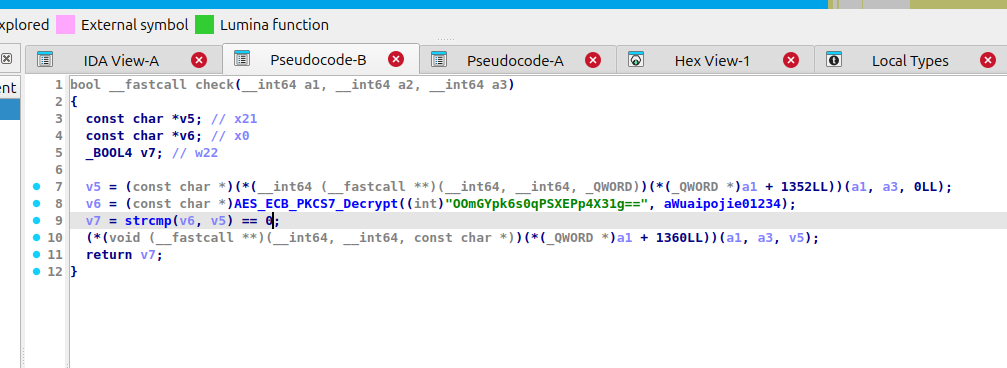 xplored External symbol Lumina function
IDA View-A Pseudocode-B Pseudocode-A Hex View-1 Local Types
ent
1 bool __fastcall check(__int64 a1, __int64 a2, __int64 a3)
2 {
3 const char *v5; // x21
4 const char *v6; // x0
5 _BOOL4 v7; // w22
6
7 v5 = (const char *)(*(__int64 (__fastcall **)(__int64, __int64, _QWORD))(*(_QWORD *)a1 + 1352LL))(a1, a3, 0LL);
8 v6 = (const char *)AES_ECB_PKCS7_Decrypt((int)"OOmGYpk6s0qPSXEPp4X31g==", aWuaipojie01234);
9 v7 = strcmp(v6, v5) == 0;
10 (*(void (__fastcall **)(__int64, __int64, const char *))(*(_QWORD *)a1 + 1360LL))(a1, a3, v5);
11 return v7;
12 }